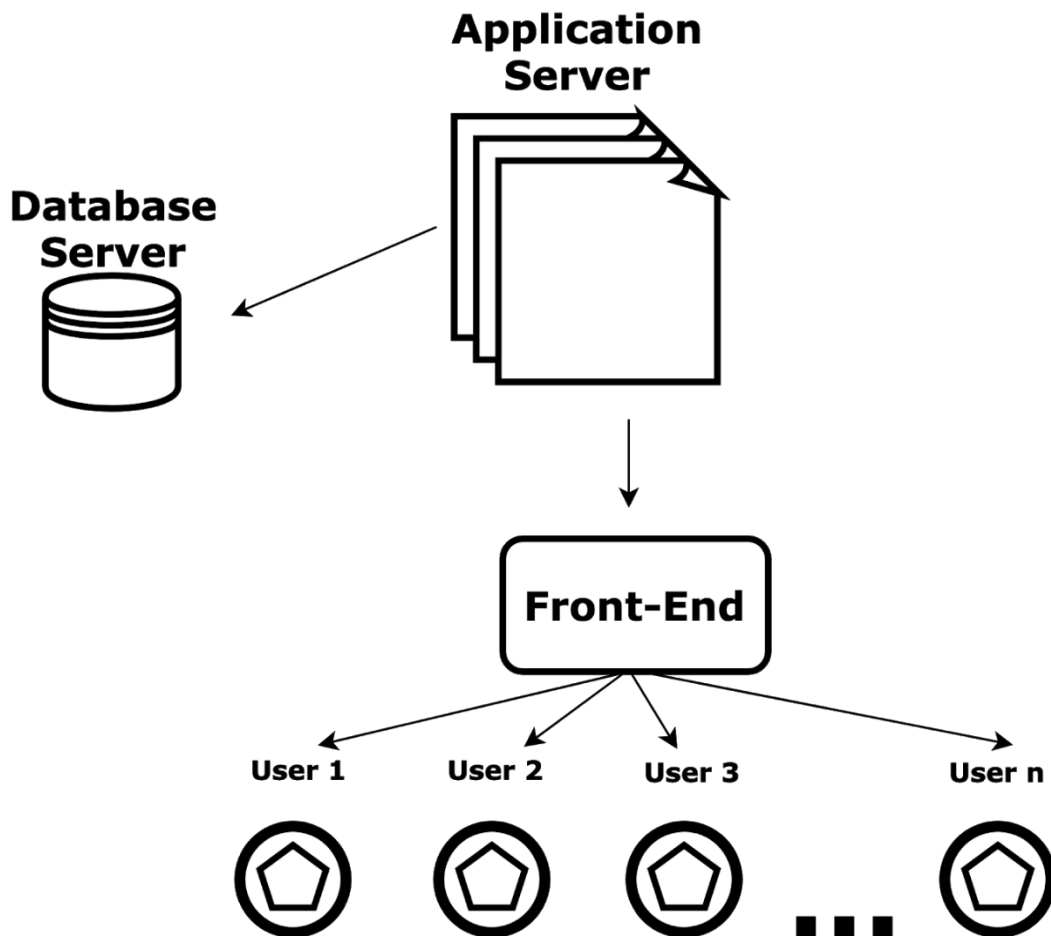 Application
Server
Database
Server
Front-End
User 1
User 2
User 3
User n